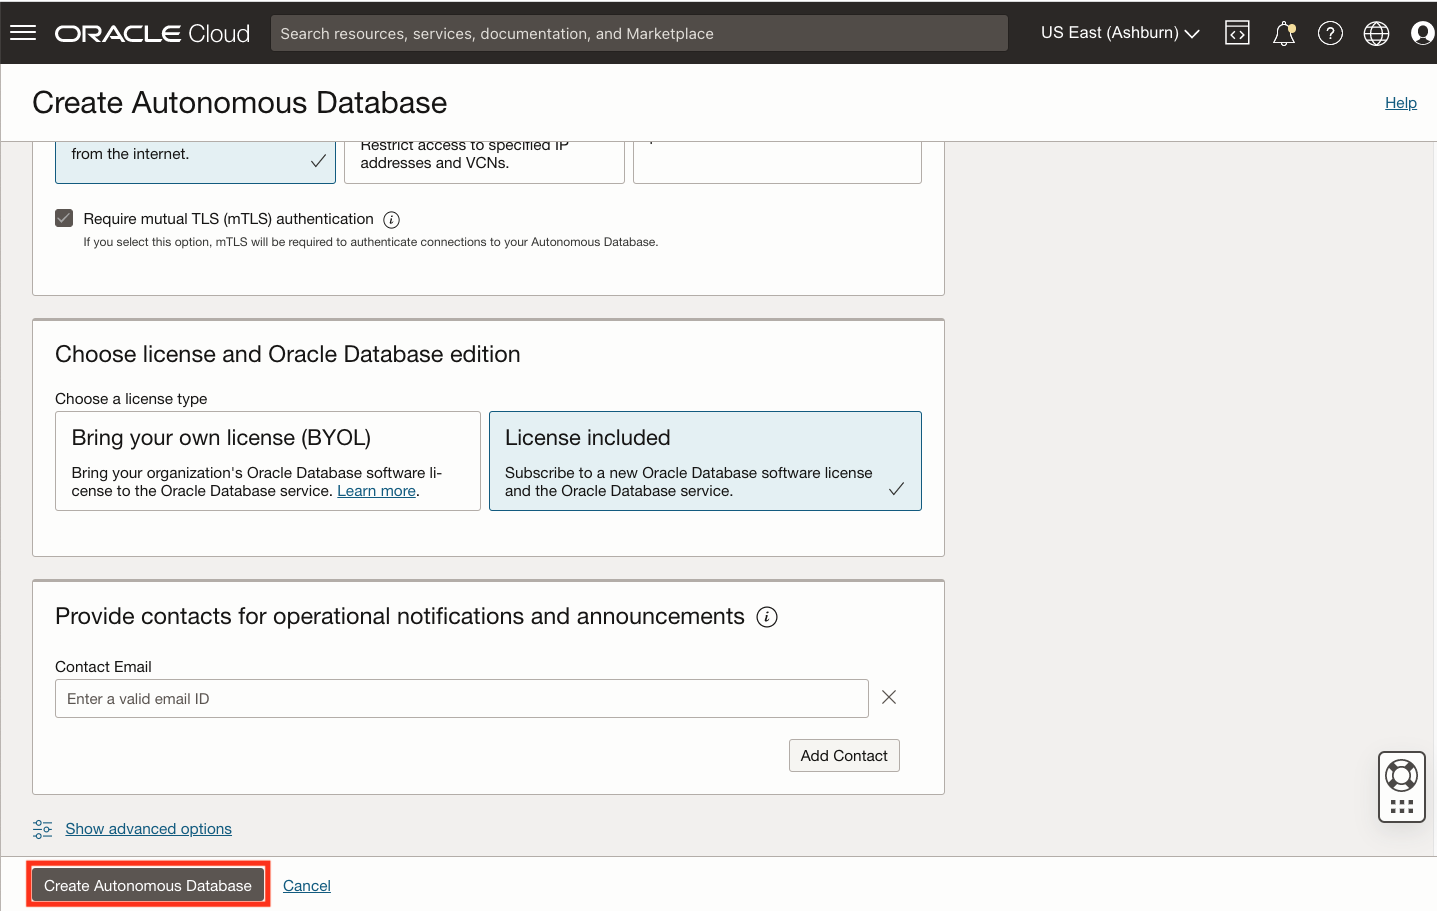 ORACLE Cloud
Search resources, services, documentation, and Marketplace
US East (Ashburn)
Create Autonomous Database
Help
from the internet.
Restrict access to specified IP
addresses and VCNs.
Require mutual TLS (mTLS) authentication
If you select this option, mTLS will be required to authenticate connections to your Autonomous Database.
Choose license and Oracle Database edition
Choose a license type
Bring your own license (BYOL)
Bring your organization's Oracle Database software li-
cense to the Oracle Database service. Learn more.
License included
Subscribe to a new Oracle Database software license
and the Oracle Database service.
Provide contacts for operational notifications and announcements
Contact Email
Enter a valid email ID
Add Contact
Show advanced options
Create Autonomous Database
Cancel